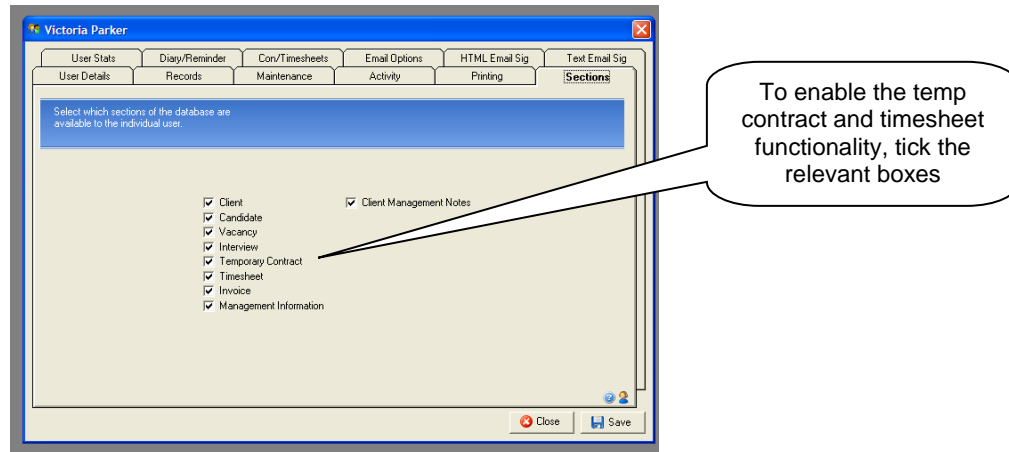 Victoria Parker
User Stats Diary/Reminder Con/Timesheets Email Options HTML Email Sig Text Email Sig
User Details Records Maintenance Activity Printing Sections
Select which sections of the database are
available to the individual user.
Client Client Management Notes
Candidate
Vacancy
Interview
Temporary Contract
Timesheet
Invoice
Management Information
Close Save
To enable the temp
contract and timesheet
functionality, tick the
relevant boxes